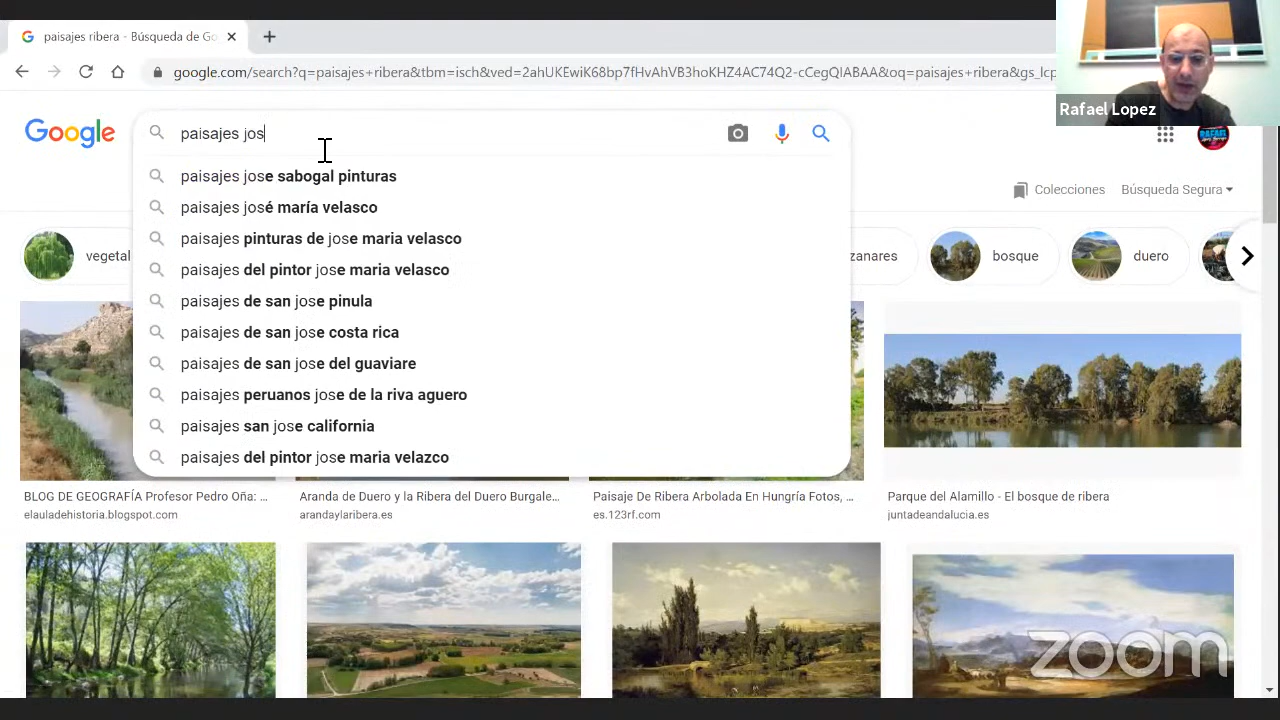 paisajes ribera - Búsqueda de Go
google.com/search?q=paisajes+ribera&tbm=isch&ved=2ahUKEwiK68bp7fHvAhVB3hoKHZ4AC74Q2-cCegQIABAA&oq=paisajes+ribera&gs_lcp
Rafael Lopez
Google
paisajes jos
RAFAEL
paisajes jose sabogal pinturas
Colecciones
Búsqueda Segura
paisajes josé maría velasco
paisajes pinturas de jose maria velasco
vegetal
zanares
bosque
duero
paisajes del pintor jose maria velasco
paisajes de san jose pinula
paisajes de san jose costa rica
paisajes de san jose del guaviare
paisajes peruanos jose de la riva aguero
paisajes san jose california
paisajes del pintor jose maria velazco
BLOG DE GEOGRAFÍA Profesor Pedro Oña: ...
elauladehistoria.blogspot.com
Aranda de Duero y la Ribera del Duero Burgale...
arandaylaribera.es
Paisaje De Ribera Arbolada En Hungría Fotos, ...
es.123rf.com
Parque del Alamillo - El bosque de ribera
juntadeandalucia.es
zoom